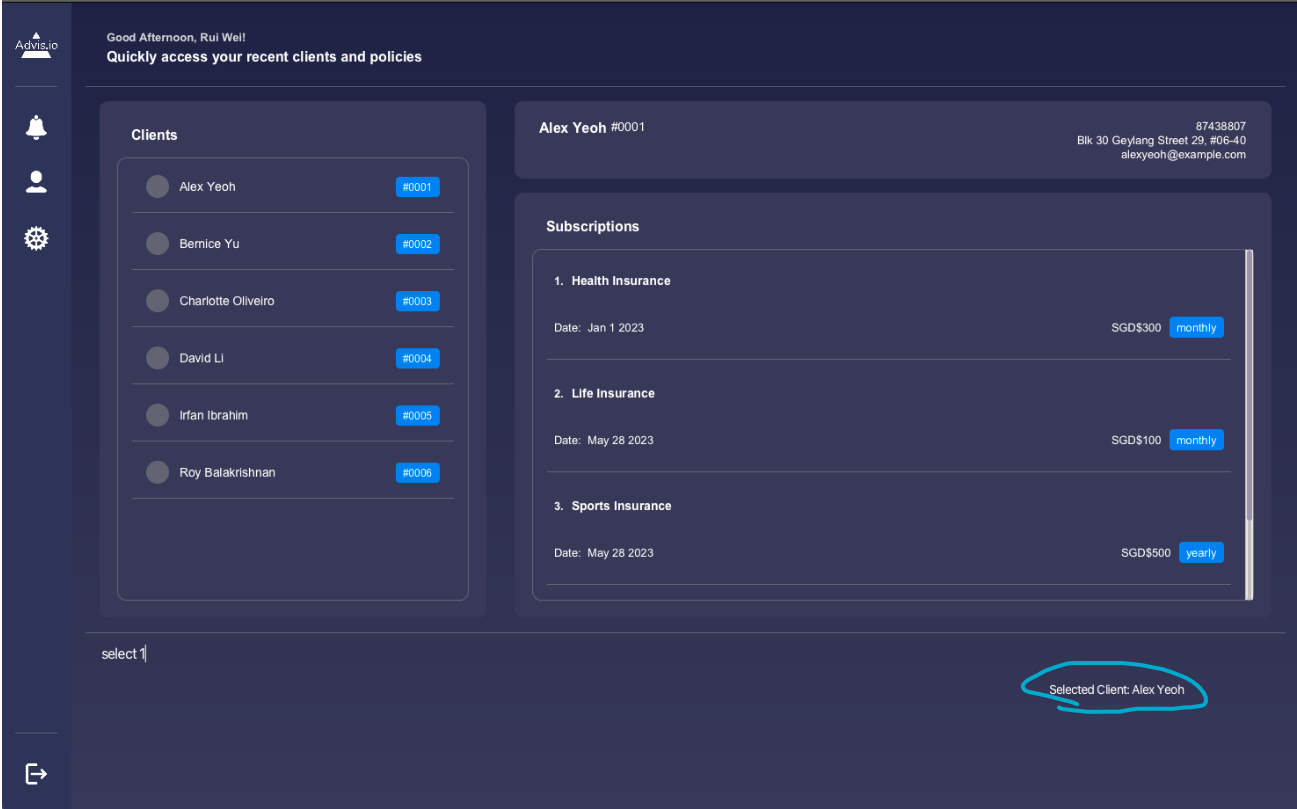 Advis.io
Good Afternoon, Rui Wei!
Quickly access your recent clients and policies
Clients
Alex Yeoh #0001
Bernice Yu #0002
Charlotte Oliveiro #0003
David Li #0004
Irfan Ibrahim #0005
Roy Balakrishnan #0006
Alex Yeoh #0001
87438807
Blk 30 Geylang Street 29, #06-40
alexyeoh@example.com
Subscriptions
1. Health Insurance
Date: Jan 1 2023 SGD$300 monthly
2. Life Insurance
Date: May 28 2023 SGD$100 monthly
3. Sports Insurance
Date: May 28 2023 SGD$500 yearly
select 1
Selected Client: Alex Yeoh